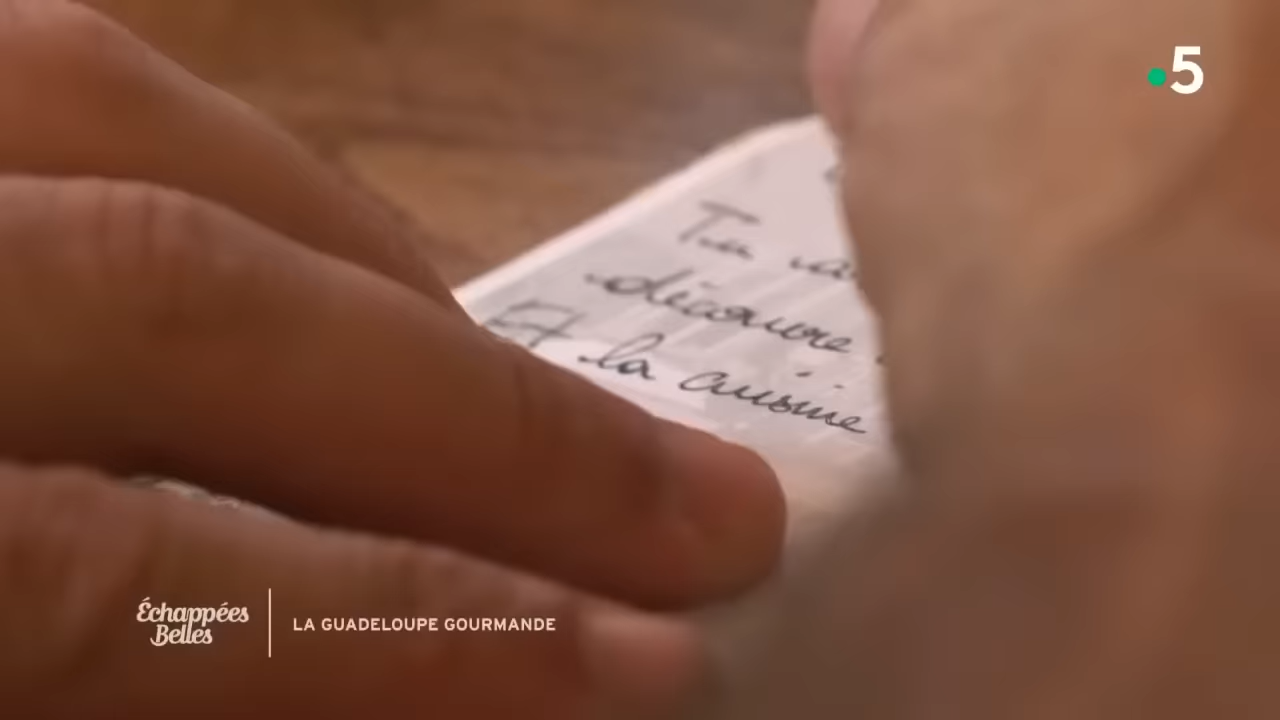 5
Tu
découvre
Et la cuisine
Échappées
Belles
LA GUADELOUPE GOURMANDE